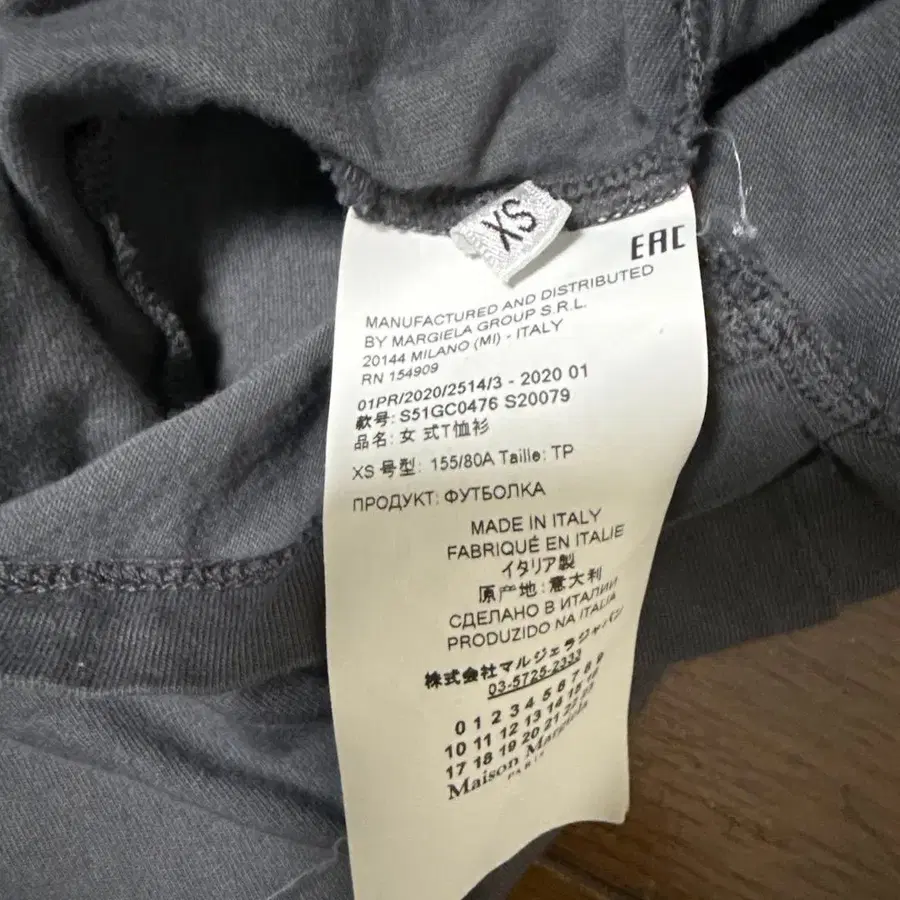 XS
EAC
MANUFACTURED AND DISTRIBUTED
BY MARGIELA GROUP S.R.L.
20144 MILANO (MI) - ITALY
RN 154909
01PR/2020/2514/3 - 2020 01
款号: S51GC0476 S20079
品名: 女 式T恤衫
XS 号型: 155/80A Taille: TP
ПРОДУКТ: ФУТБОЛКА
MADE IN ITALY
FABRIQUÉ EN ITALIE
イタリア製
原产地: 意大利
СДЕЛАНО В ИТАЛИИ
PRODUZIDO NA ITALIA
株式会社マルジェラジャパン
03-5725-2333
0 1 2 3 4 5 6 7 8 9
10 11 12 13 14 15 16
17 18 19 20 21 22 23
Maison Margiela
PARIS